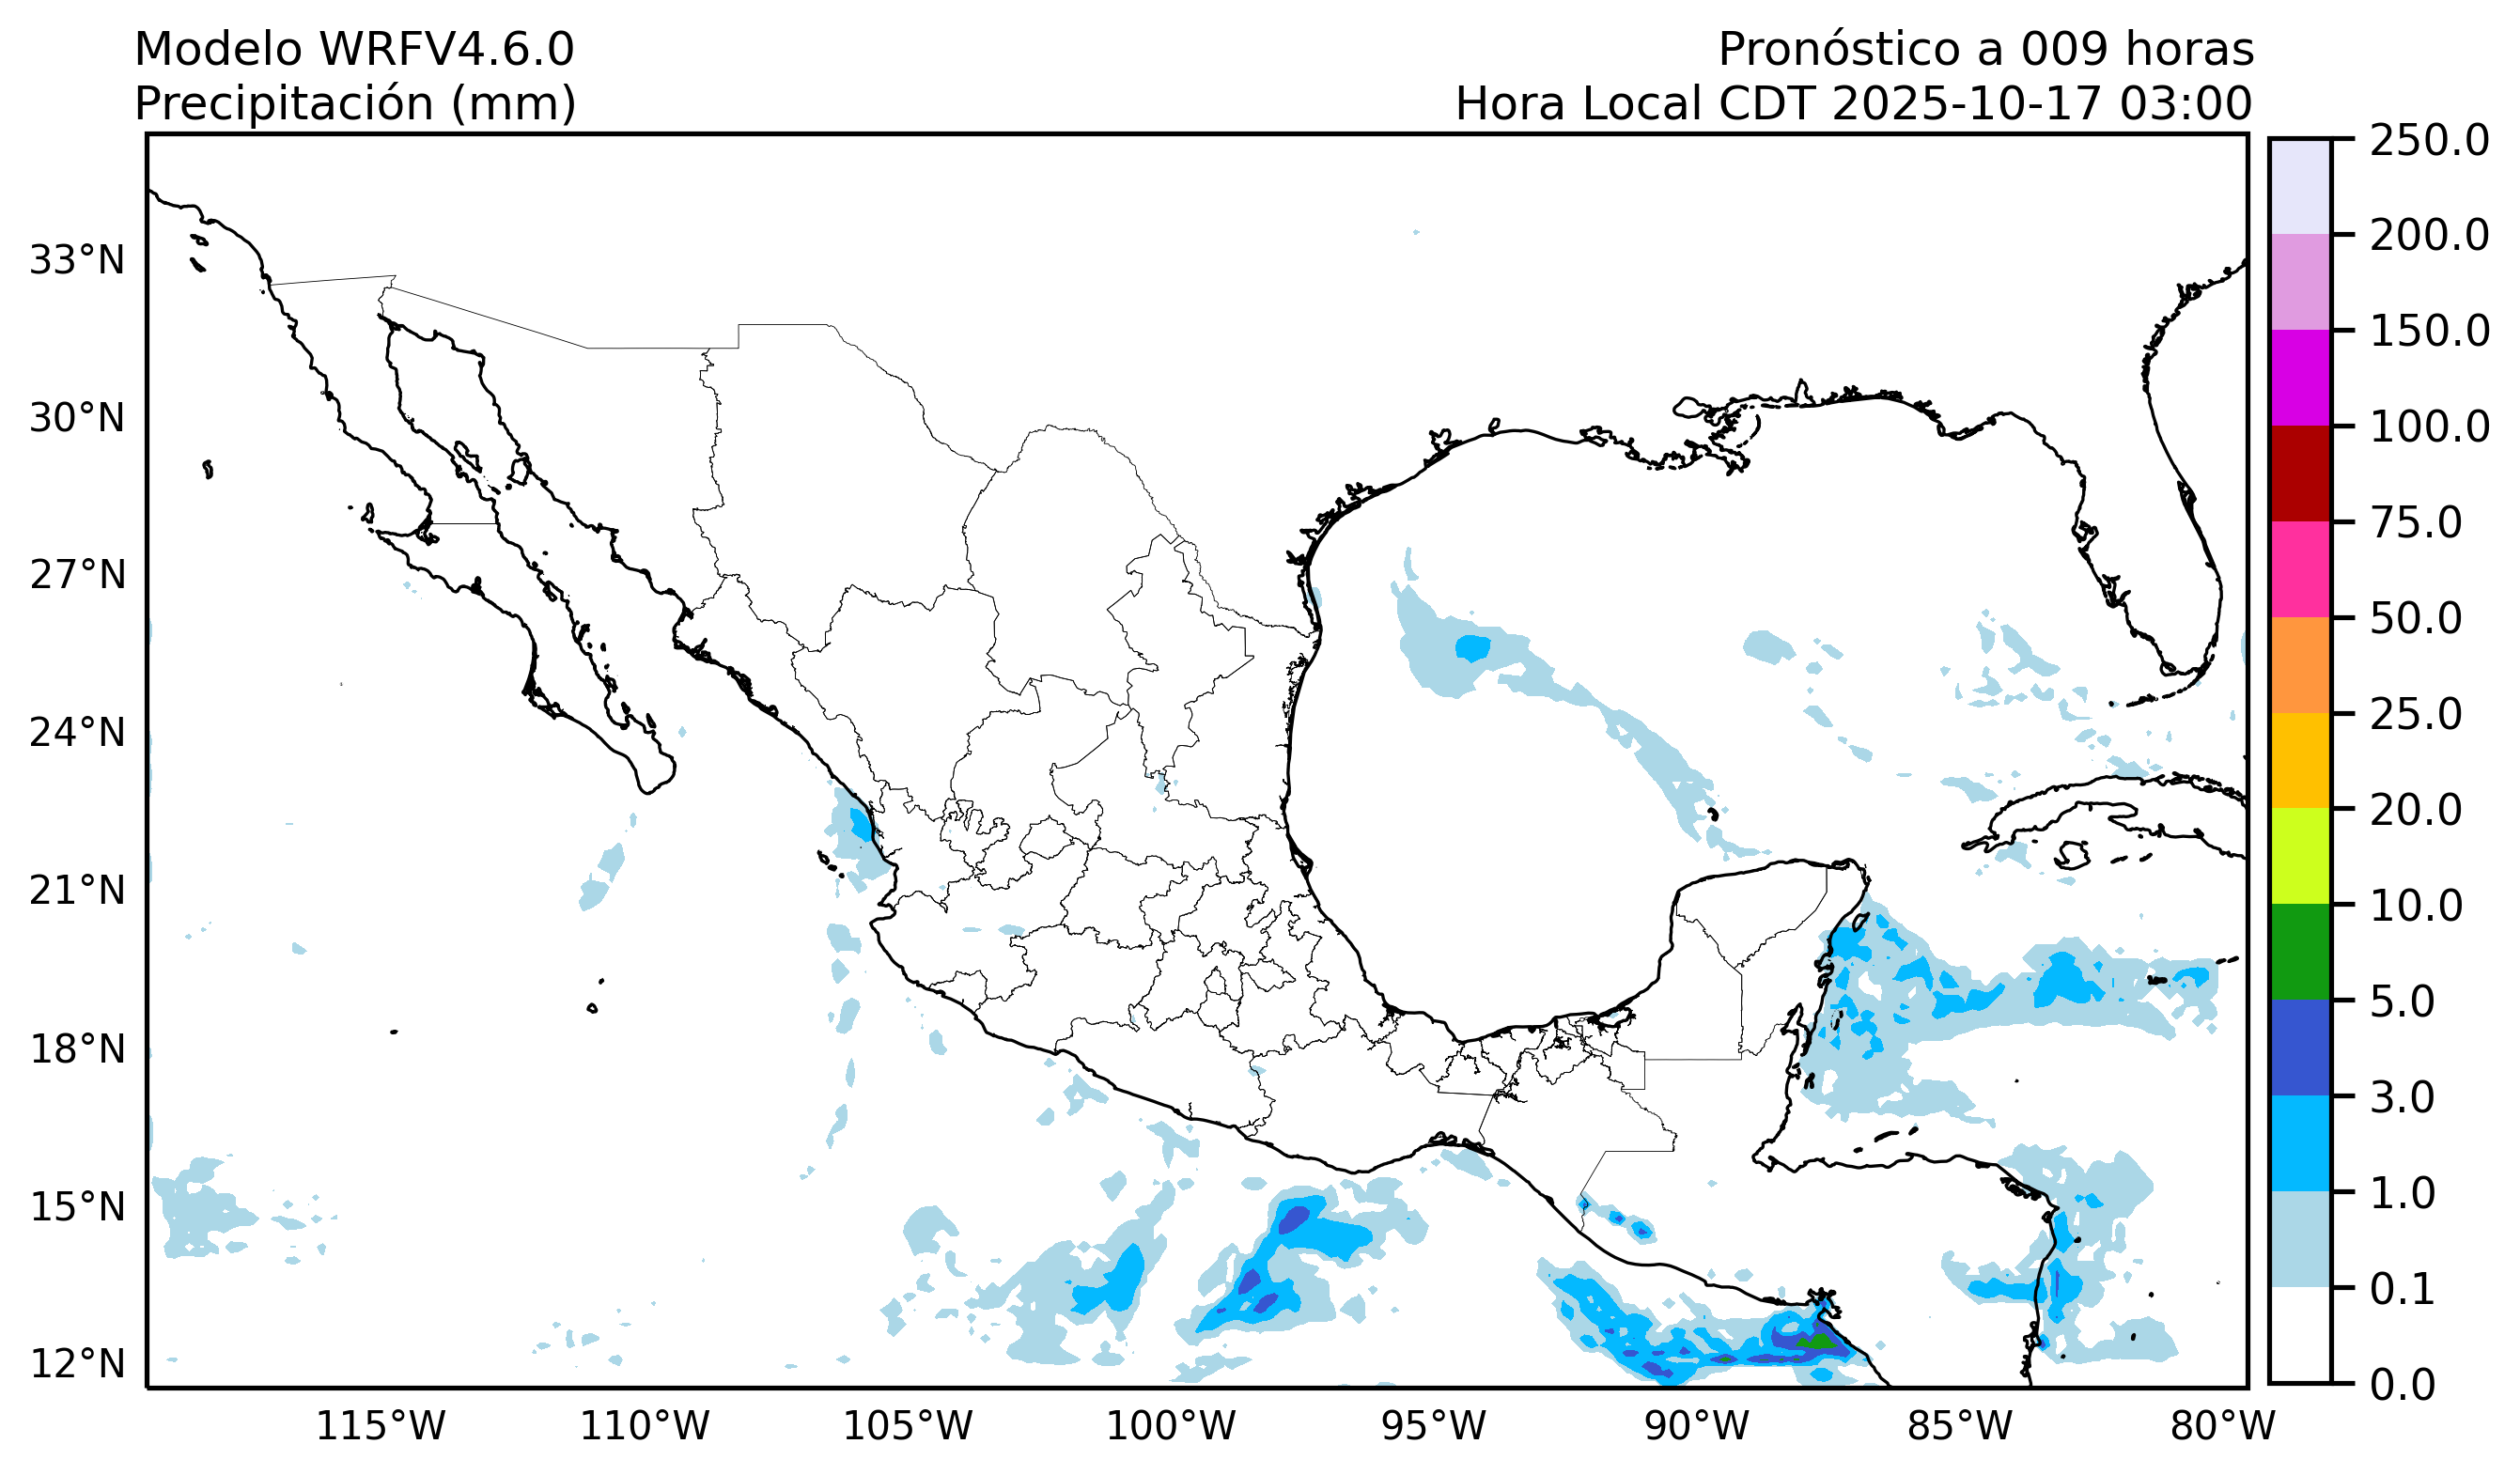 Modelo WRFV4.6.0
Precipitación (mm)
Pronóstico a 009 horas
Hora Local CDT 2025-10-17 03:00
33°N
30°N
27°N
24°N
21°N
18°N
15°N
12°N
115°W
110°W
105°W
100°W
95°W
90°W
85°W
80°W
250.0
200.0
150.0
100.0
75.0
50.0
25.0
20.0
10.0
5.0
3.0
1.0
0.1
0.0